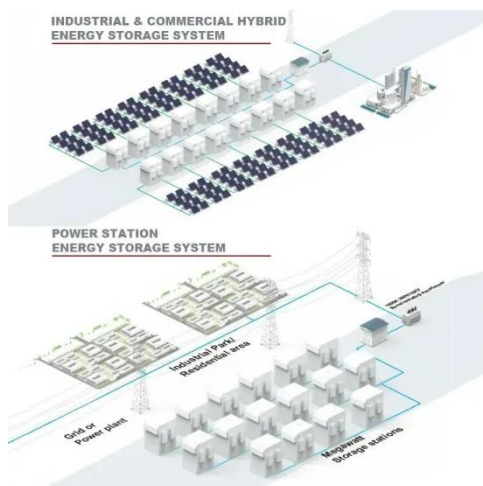 INDUSTRIAL & COMMERCIAL HYBRID
ENERGY STORAGE SYSTEM
POWER STATION
ENERGY STORAGE SYSTEM
Industrial Park/
Residential area
Grid or
Power plant
Megawatt
Storage stations